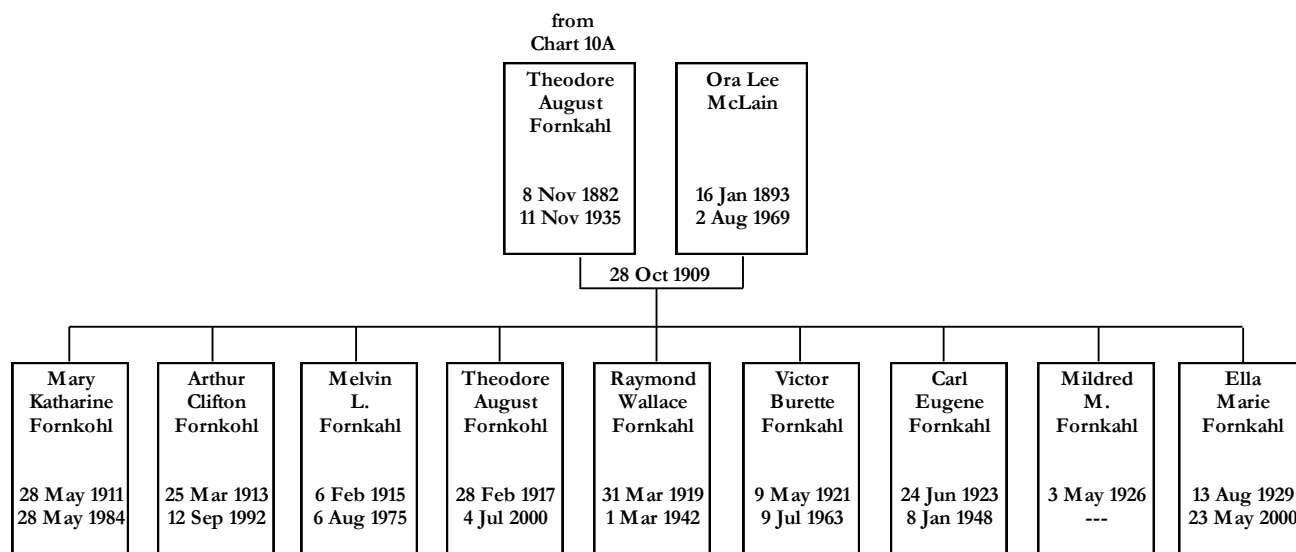 from
Chart 10A
Theodore
August
Fornkahl
8 Nov 1882
11 Nov 1935
Ora Lee
McLain
16 Jan 1893
2 Aug 1969
28 Oct 1909
Mary
Katharine
Fornkohl
28 May 1911
28 May 1984
Arthur
Clifton
Fornkohl
25 Mar 1913
12 Sep 1992
Melvin
L.
Fornkahl
6 Feb 1915
6 Aug 1975
Theodore
August
Fornkohl
28 Feb 1917
4 Jul 2000
Raymond
Wallace
Fornkahl
31 Mar 1919
1 Mar 1942
Victor
Burette
Fornkahl
9 May 1921
9 Jul 1963
Carl
Eugene
Fornkahl
24 Jun 1923
8 Jan 1948
Mildred
M.
Fornkahl
3 May 1926
---
Ella
Marie
Fornkahl
13 Aug 1929
23 May 2000